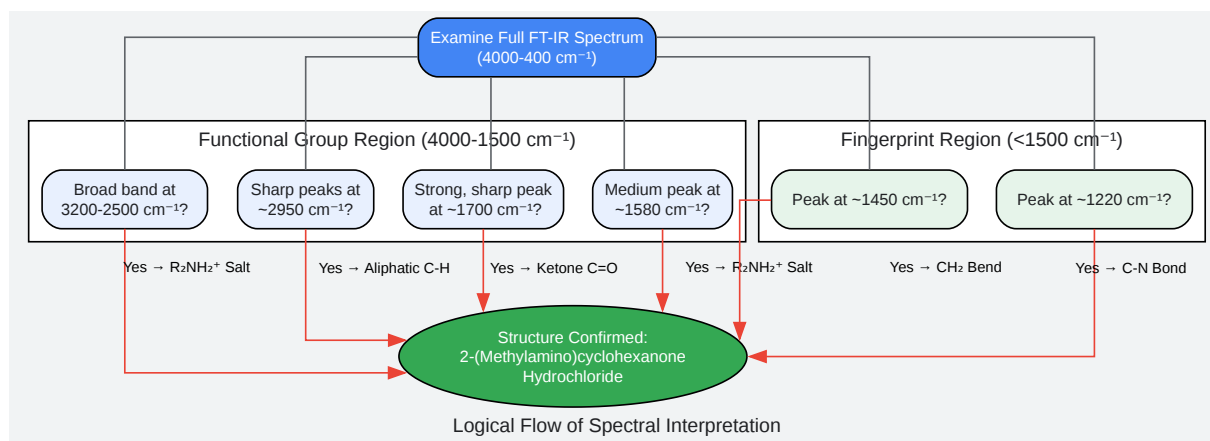 Examine Full FT-IR Spectrum
(4000-400 cm⁻¹)
Functional Group Region (4000-1500 cm⁻¹)
Fingerprint Region (<1500 cm⁻¹)
Broad band at
3200-2500 cm⁻¹?
Sharp peaks at
~2950 cm⁻¹?
Strong, sharp peak
at ~1700 cm⁻¹?
Medium peak at
~1580 cm⁻¹?
Peak at ~1450 cm⁻¹?
Peak at ~1220 cm⁻¹?
Yes → R₂NH₂⁺ Salt
Yes → Aliphatic C-H
Yes → Ketone C=O
Yes → R₂NH₂⁺ Salt
Yes → CH₂ Bend
Yes → C-N Bond
Structure Confirmed:
2-(Methylamino)cyclohexanone
Hydrochloride
Logical Flow of Spectral Interpretation